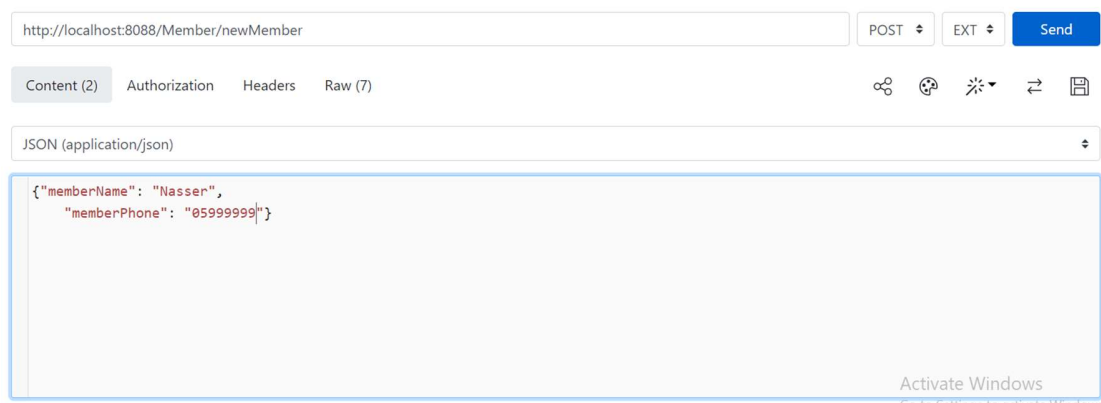 http://localhost:8088/Member/newMember POST EXT Send
Content (2) Authorization Headers Raw (7)
JSON (application/json)
{"memberName": "Nasser",
"memberPhone": "05999999"}
Activate Windows